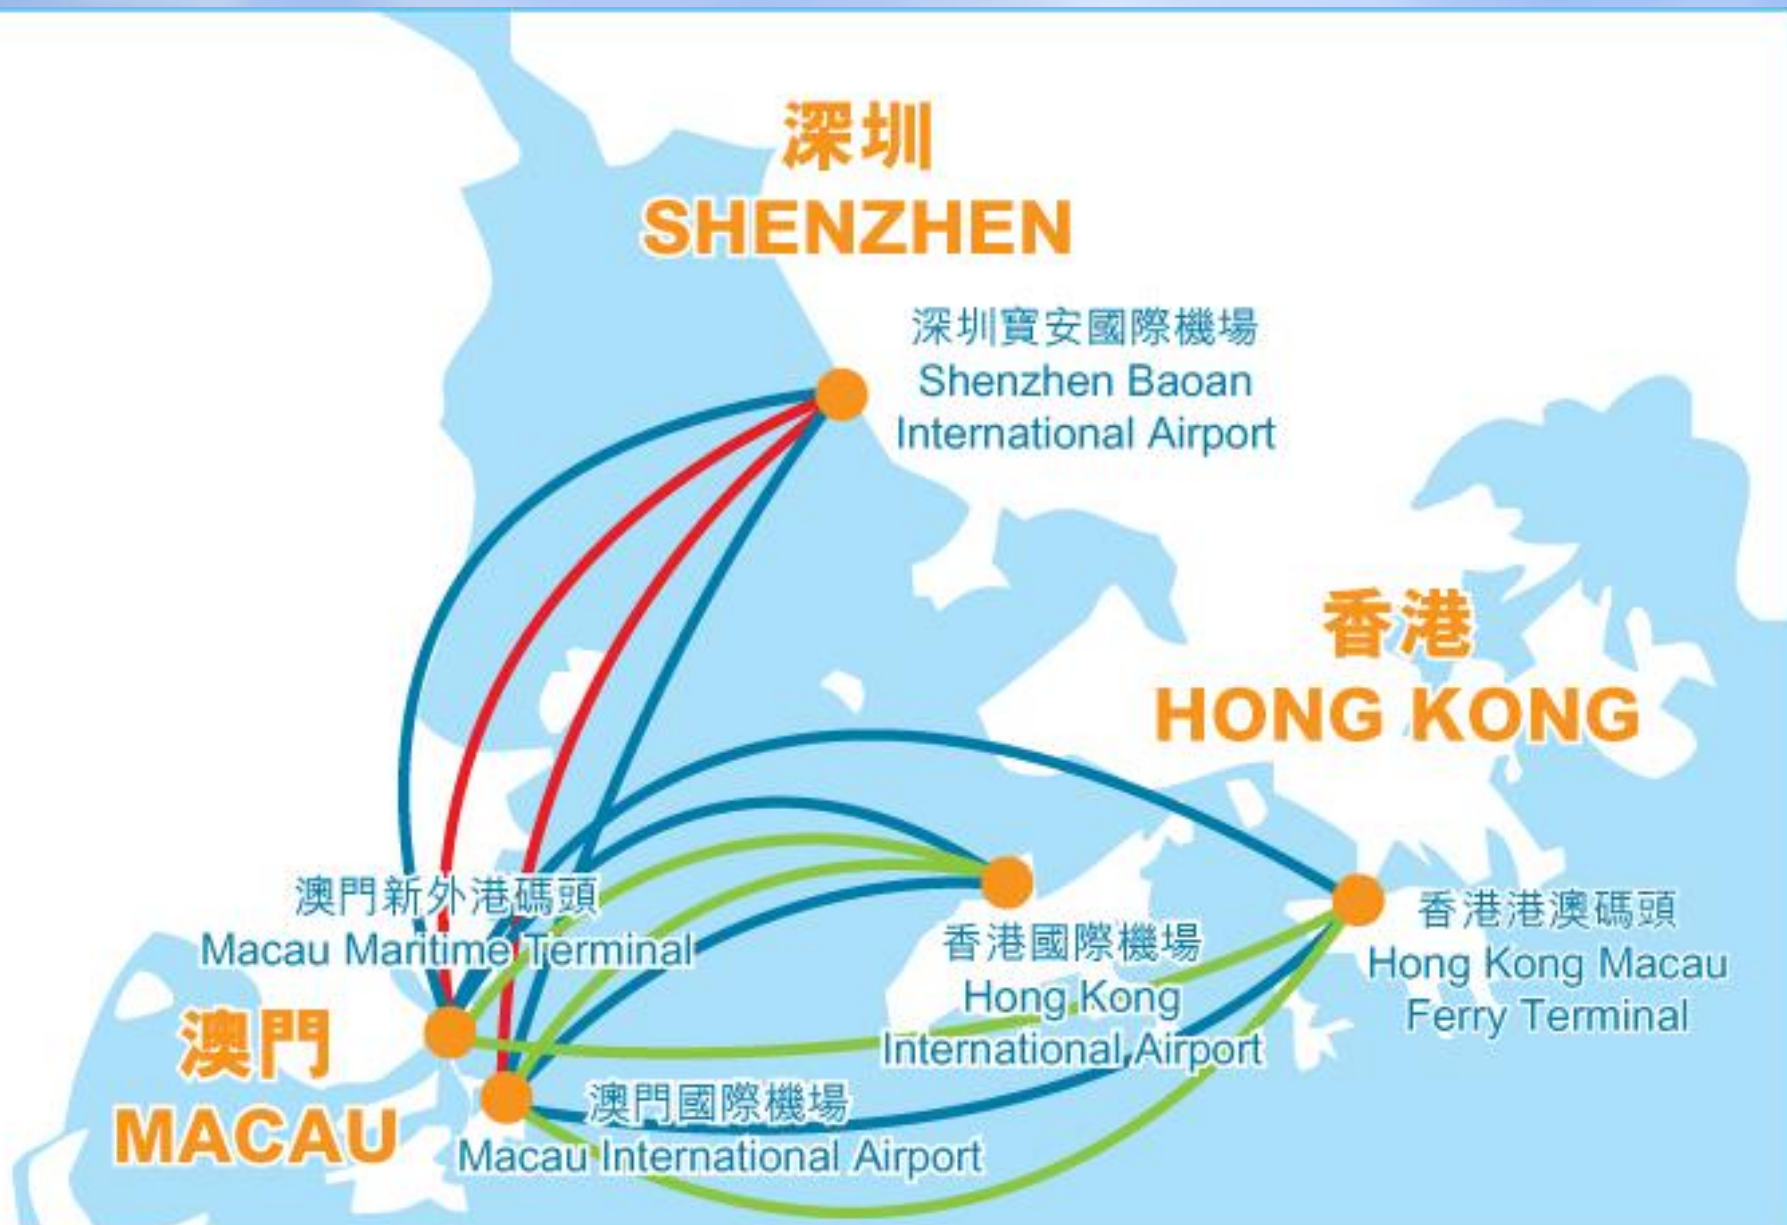 深圳
SHENZHEN
深圳寶安國際機場
Shenzhen Baoan
International Airport
香港
HONG KONG
澳門新外港碼頭
Macau Maritime Terminal
香港國際機場
Hong Kong
International Airport
香港港澳碼頭
Hong Kong Macau
Ferry Terminal
澳門
MACAU
澳門國際機場
Macau International Airport